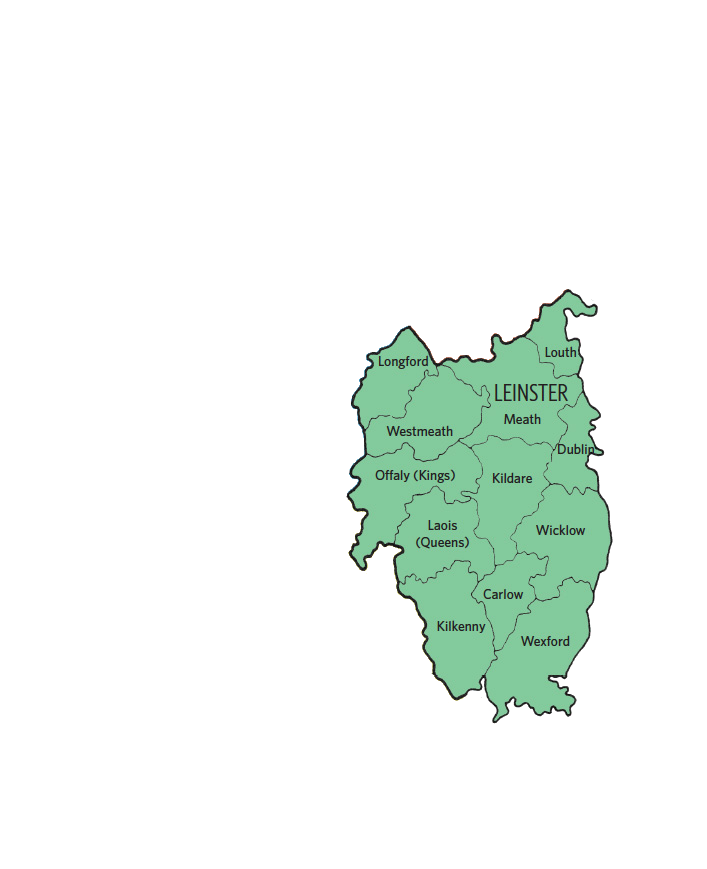 Louth
Longford
LEINSTER
Meath
Westmeath
Dublin
Offaly (Kings)
Kildare
Laois
(Queens)
Wicklow
Carlow
Kilkenny
Wexford